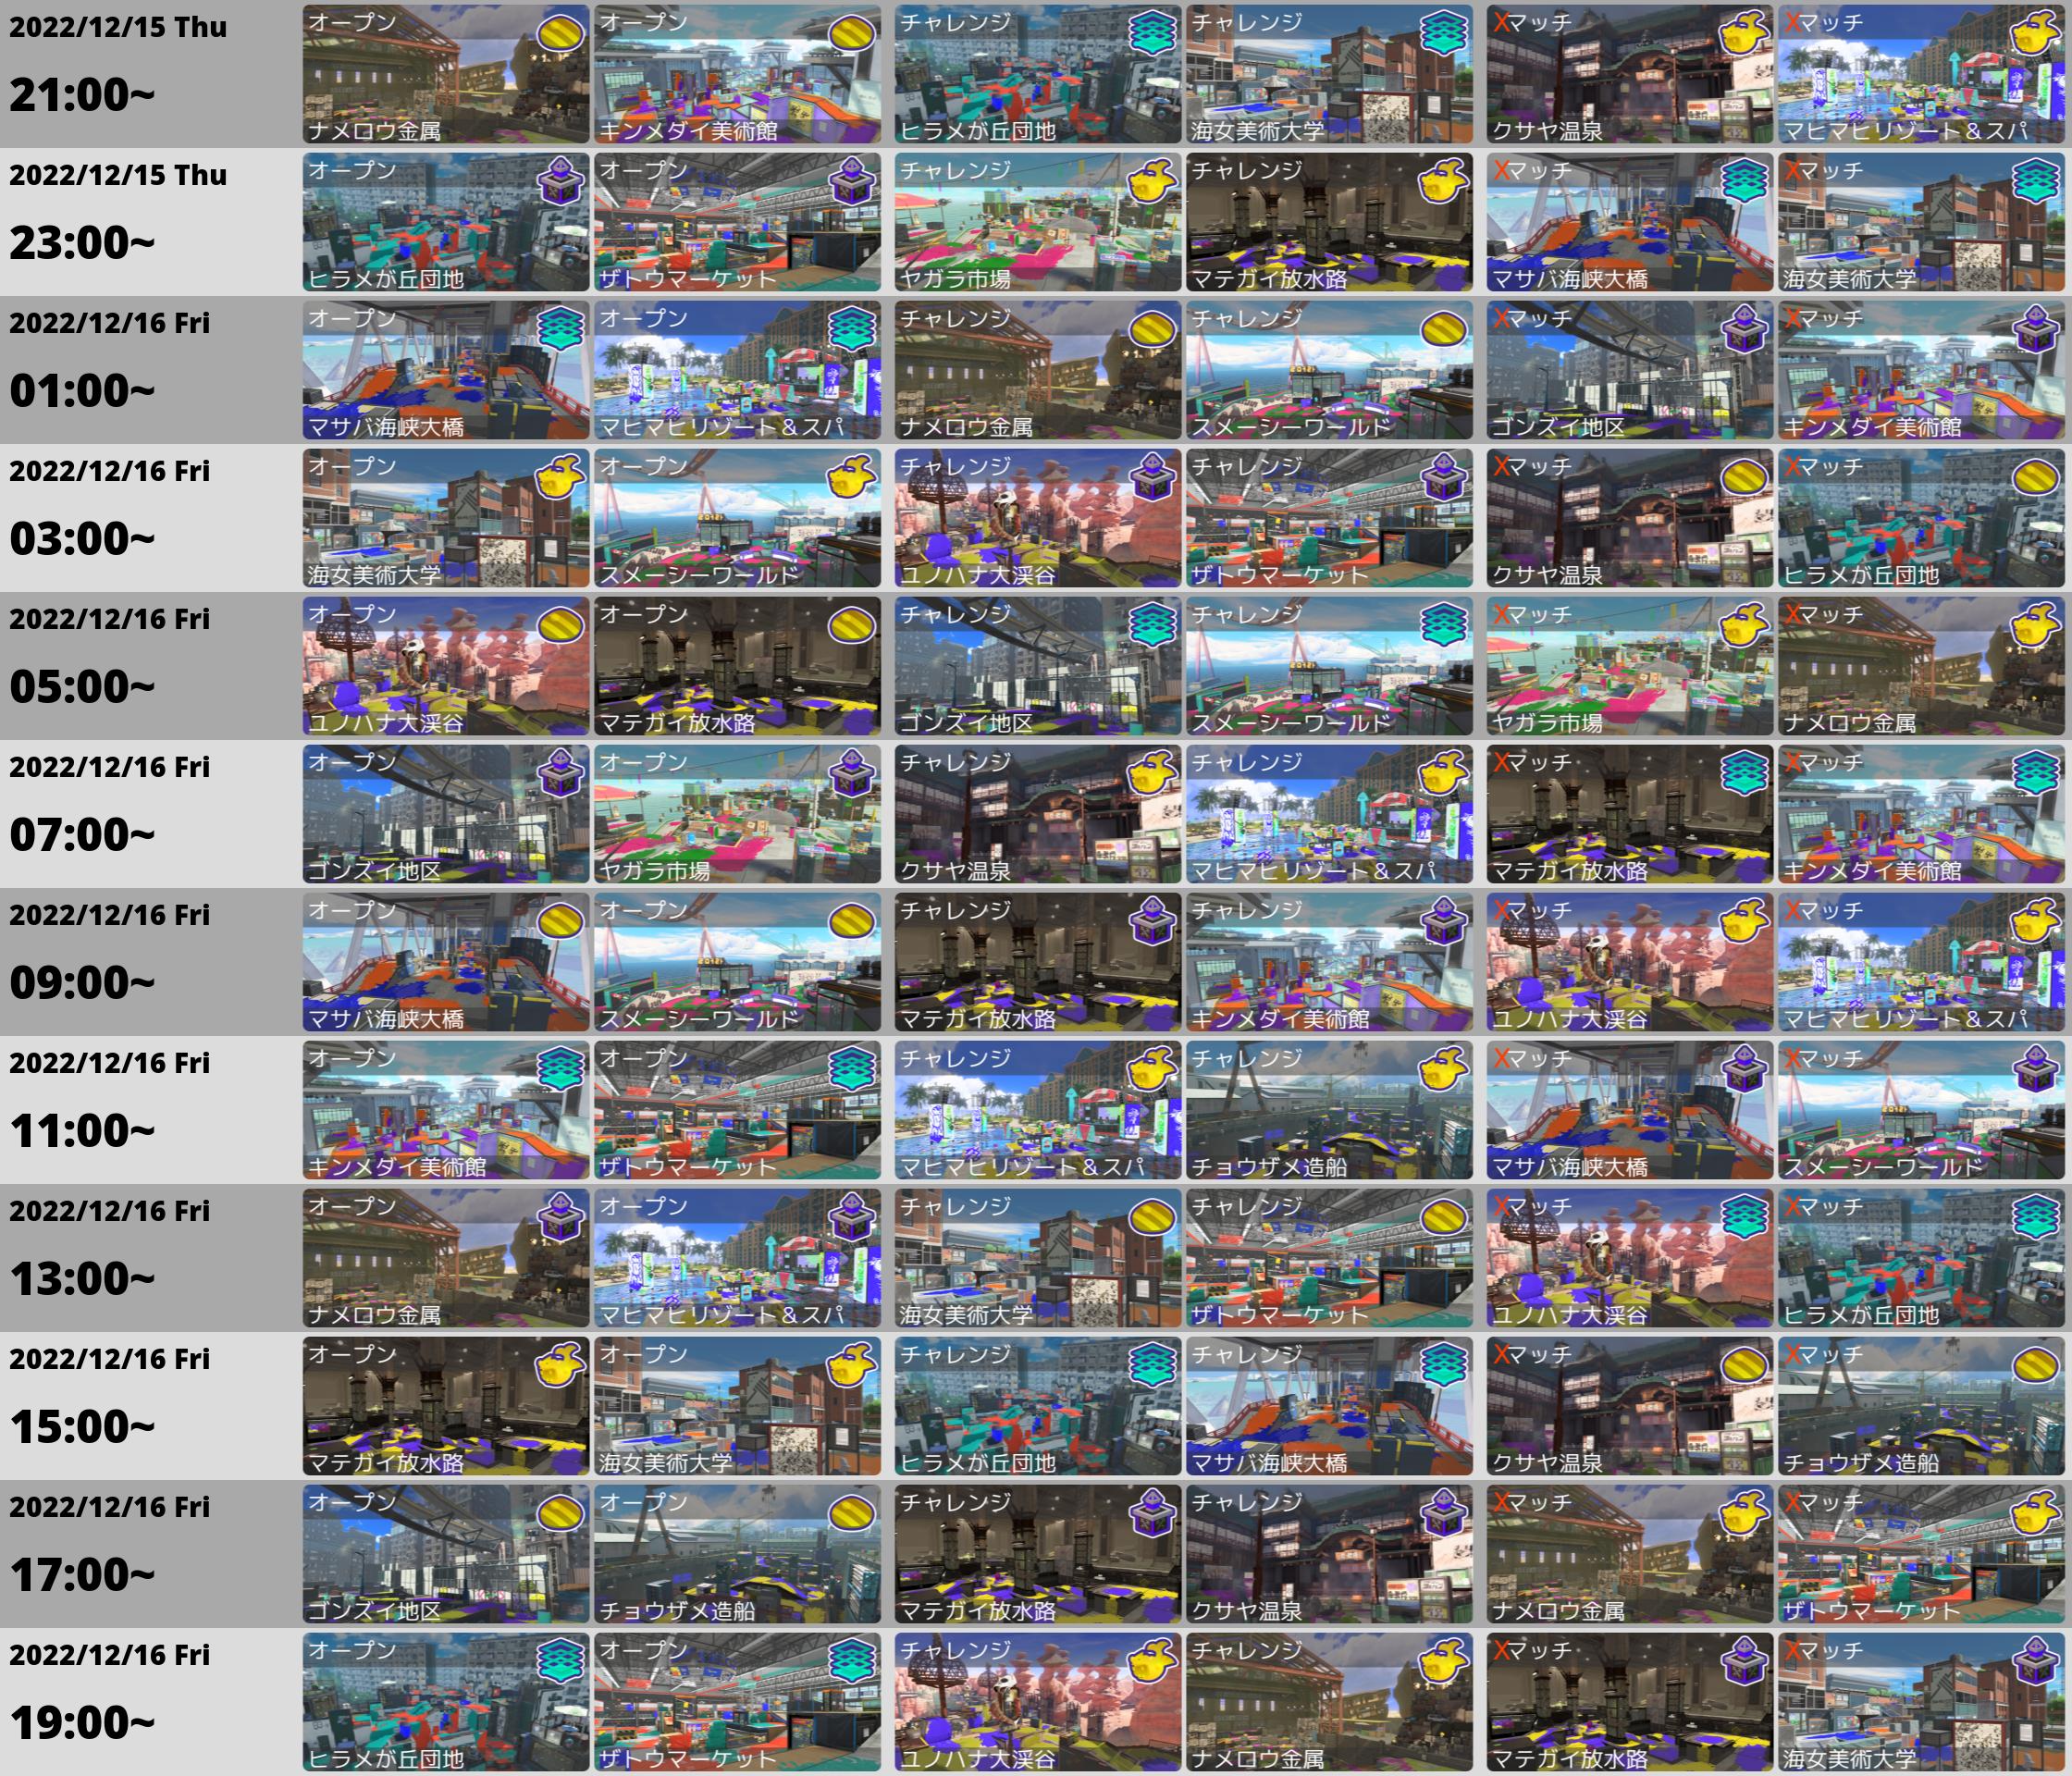 2022/12/15 Thu
21:00~
オープン オープン チャレンジ チャレンジ Xマッチ Xマッチ
ナメロウ金属 キンメダイ美術館 ヒラメが丘団地 海女美術大学 クサヤ温泉 マヒマヒリゾート＆スパ
2022/12/15 Thu
23:00~
オープン オープン チャレンジ チャレンジ Xマッチ Xマッチ
ヒラメが丘団地 ザトウマーケット ヤガラ市場 マテガイ放水路 マサバ海峡大橋 海女美術大学
2022/12/16 Fri
01:00~
オープン オープン チャレンジ チャレンジ Xマッチ Xマッチ
マサバ海峡大橋 マヒマヒリゾート＆スパ ナメロウ金属 スメーシーワールド ゴンズイ地区 キンメダイ美術館
2022/12/16 Fri
03:00~
オープン オープン チャレンジ チャレンジ Xマッチ Xマッチ
海女美術大学 スメーシーワールド ユノハナ大渓谷 ザトウマーケット クサヤ温泉 ヒラメが丘団地
2022/12/16 Fri
05:00~
オープン オープン チャレンジ チャレンジ Xマッチ Xマッチ
ユノハナ大渓谷 マテガイ放水路 ゴンズイ地区 スメーシーワールド ヤガラ市場 ナメロウ金属
2022/12/16 Fri
07:00~
オープン オープン チャレンジ チャレンジ Xマッチ Xマッチ
ゴンズイ地区 ヤガラ市場 クサヤ温泉 マヒマヒリゾート＆スパ マテガイ放水路 キンメダイ美術館
2022/12/16 Fri
09:00~
オープン オープン チャレンジ チャレンジ Xマッチ Xマッチ
マサバ海峡大橋 スメーシーワールド マテガイ放水路 キンメダイ美術館 ユノハナ大渓谷 マヒマヒリゾート＆スパ
2022/12/16 Fri
11:00~
オープン オープン チャレンジ チャレンジ Xマッチ Xマッチ
キンメダイ美術館 ザトウマーケット マヒマヒリゾート＆スパ チョウザメ造船 マサバ海峡大橋 スメーシーワールド
2022/12/16 Fri
13:00~
オープン オープン チャレンジ チャレンジ Xマッチ Xマッチ
ナメロウ金属 マヒマヒリゾート＆スパ 海女美術大学 ザトウマーケット ユノハナ大渓谷 ヒラメが丘団地
2022/12/16 Fri
15:00~
オープン オープン チャレンジ チャレンジ Xマッチ Xマッチ
マテガイ放水路 海女美術大学 ヒラメが丘団地 マサバ海峡大橋 クサヤ温泉 チョウザメ造船
2022/12/16 Fri
17:00~
オープン オープン チャレンジ チャレンジ Xマッチ Xマッチ
ゴンズイ地区 チョウザメ造船 マテガイ放水路 クサヤ温泉 ナメロウ金属 ザトウマーケット
2022/12/16 Fri
19:00~
オープン オープン チャレンジ チャレンジ Xマッチ Xマッチ
ヒラメが丘団地 ザトウマーケット ユノハナ大渓谷 ナメロウ金属 マテガイ放水路 海女美術大学